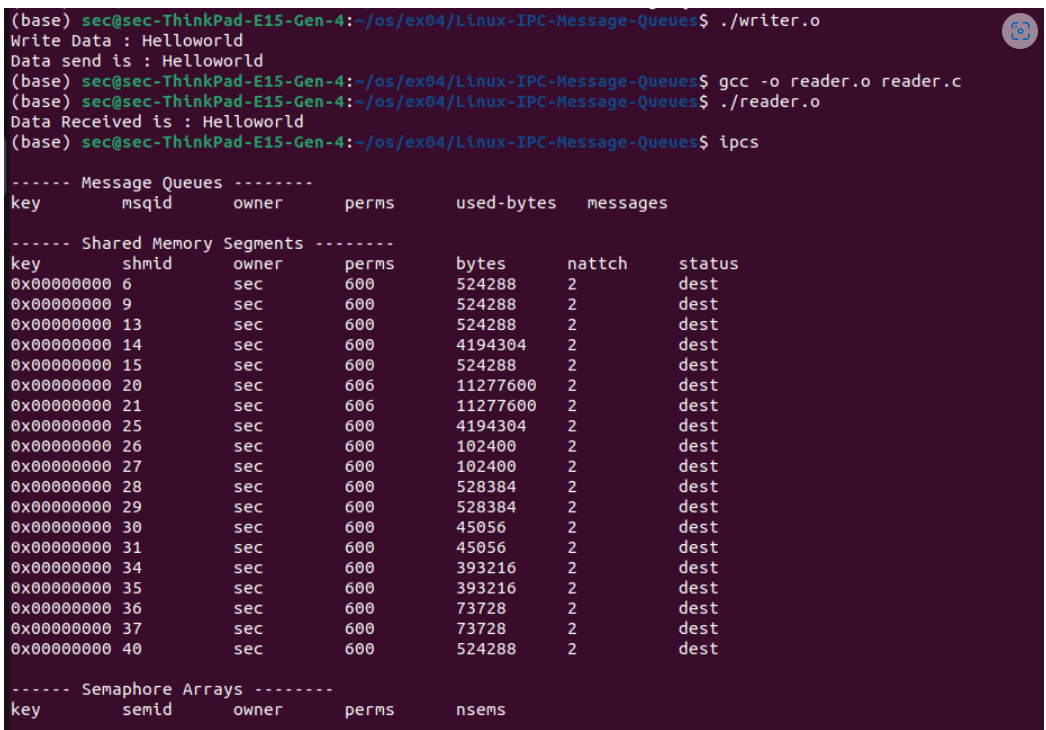 (base) sec@sec-ThinkPad-E15-Gen-4:~/os/ex04/Linux-IPC-Message-Queues$ ./writer.o
Write Data : Helloworld
Data send is : Helloworld
(base) sec@sec-ThinkPad-E15-Gen-4:~/os/ex04/Linux-IPC-Message-Queues$ gcc -o reader.o reader.c
(base) sec@sec-ThinkPad-E15-Gen-4:~/os/ex04/Linux-IPC-Message-Queues$ ./reader.o
Data Received is : Helloworld
(base) sec@sec-ThinkPad-E15-Gen-4:~/os/ex04/Linux-IPC-Message-Queues$ ipcs
------ Message Queues --------
key        msqid      owner      perms      used-bytes   messages
------ Shared Memory Segments --------
key        shmid      owner      perms      bytes      nattch     status
0x00000000 6          sec        600        524288     2          dest
0x00000000 9          sec        600        524288     2          dest
0x00000000 13         sec        600        524288     2          dest
0x00000000 14         sec        600        4194304    2          dest
0x00000000 15         sec        600        524288     2          dest
0x00000000 20         sec        606        11277600   2          dest
0x00000000 21         sec        606        11277600   2          dest
0x00000000 25         sec        600        4194304    2          dest
0x00000000 26         sec        600        102400     2          dest
0x00000000 27         sec        600        102400     2          dest
0x00000000 28         sec        600        528384     2          dest
0x00000000 29         sec        600        528384     2          dest
0x00000000 30         sec        600        45056      2          dest
0x00000000 31         sec        600        45056      2          dest
0x00000000 34         sec        600        393216     2          dest
0x00000000 35         sec        600        393216     2          dest
0x00000000 36         sec        600        73728      2          dest
0x00000000 37         sec        600        73728      2          dest
0x00000000 40         sec        600        524288     2          dest
------ Semaphore Arrays --------
key        semid      owner      perms      nsems